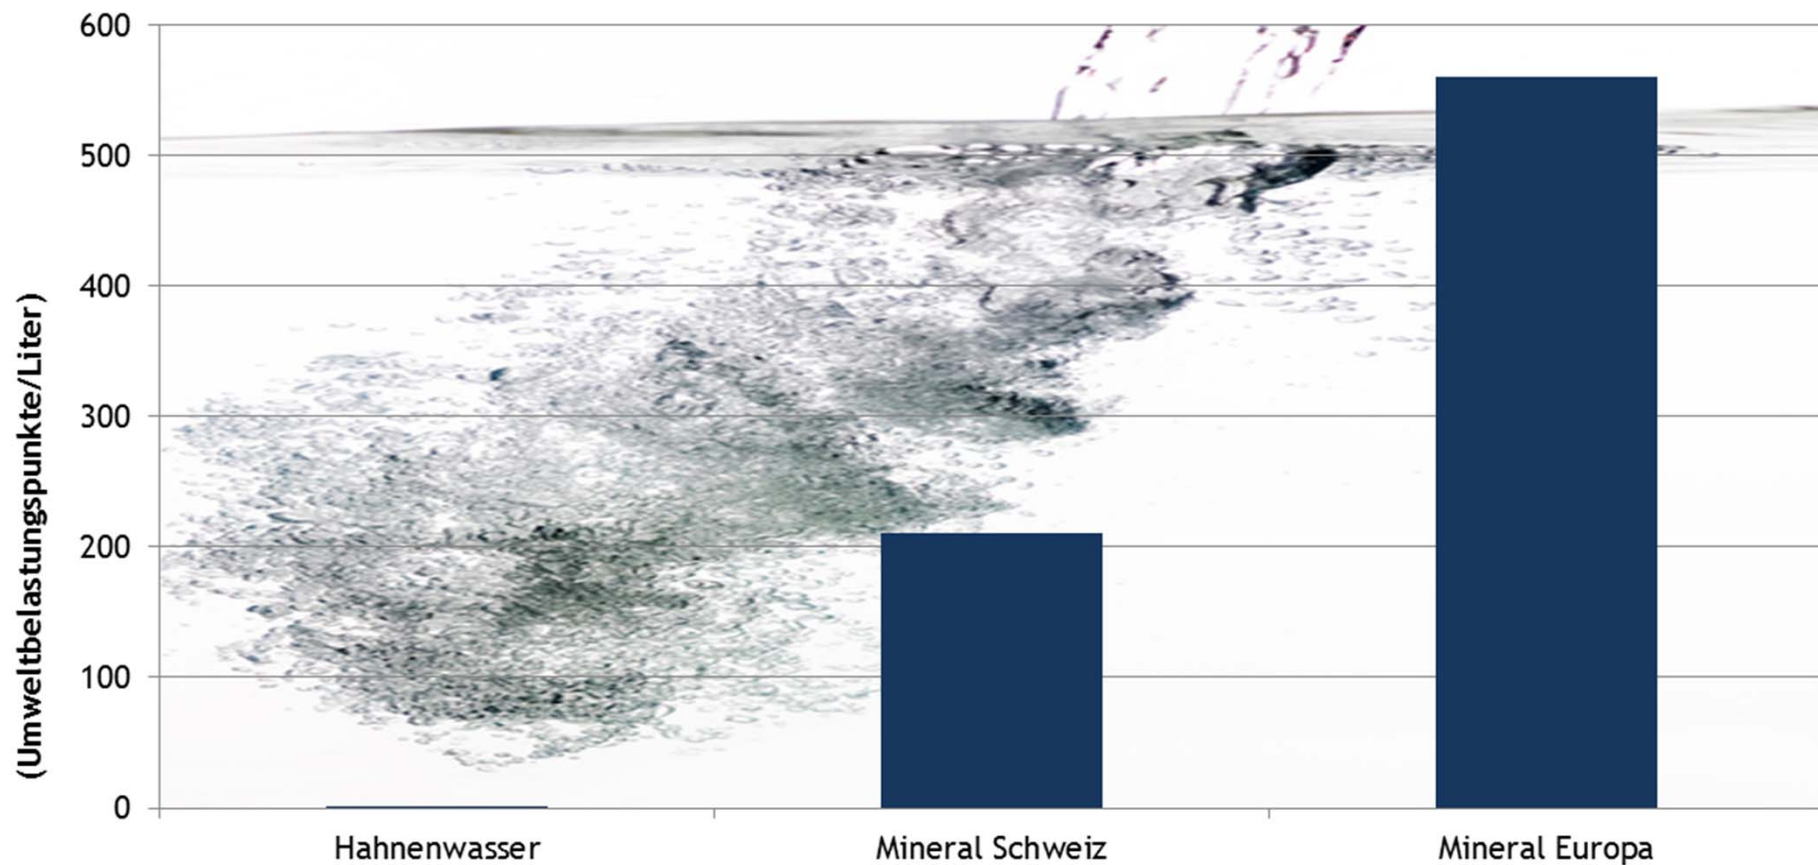 600
500
400
300
200
100
0
(Umweltbelastungspunkte/Liter)
Hahnenwasser
Mineral Schweiz
Mineral Europa